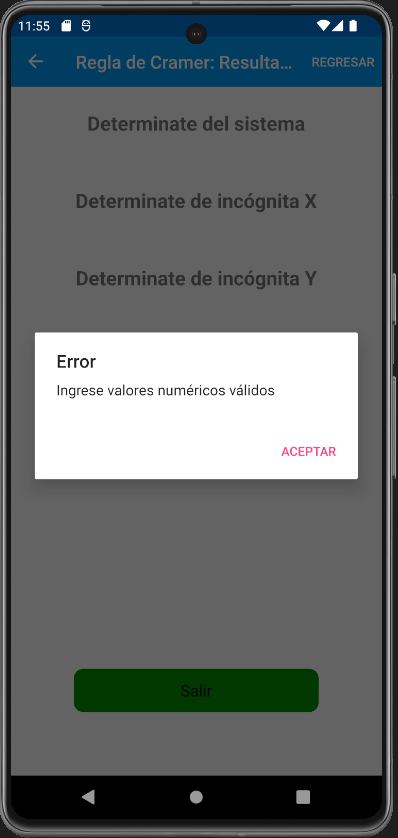 11:55
Regla de Cramer: Resulta... REGRESAR
Determinate del sistema
Determinate de incógnita X
Determinate de incógnita Y
Error
Ingrese valores numéricos válidos
ACEPTAR
Salir